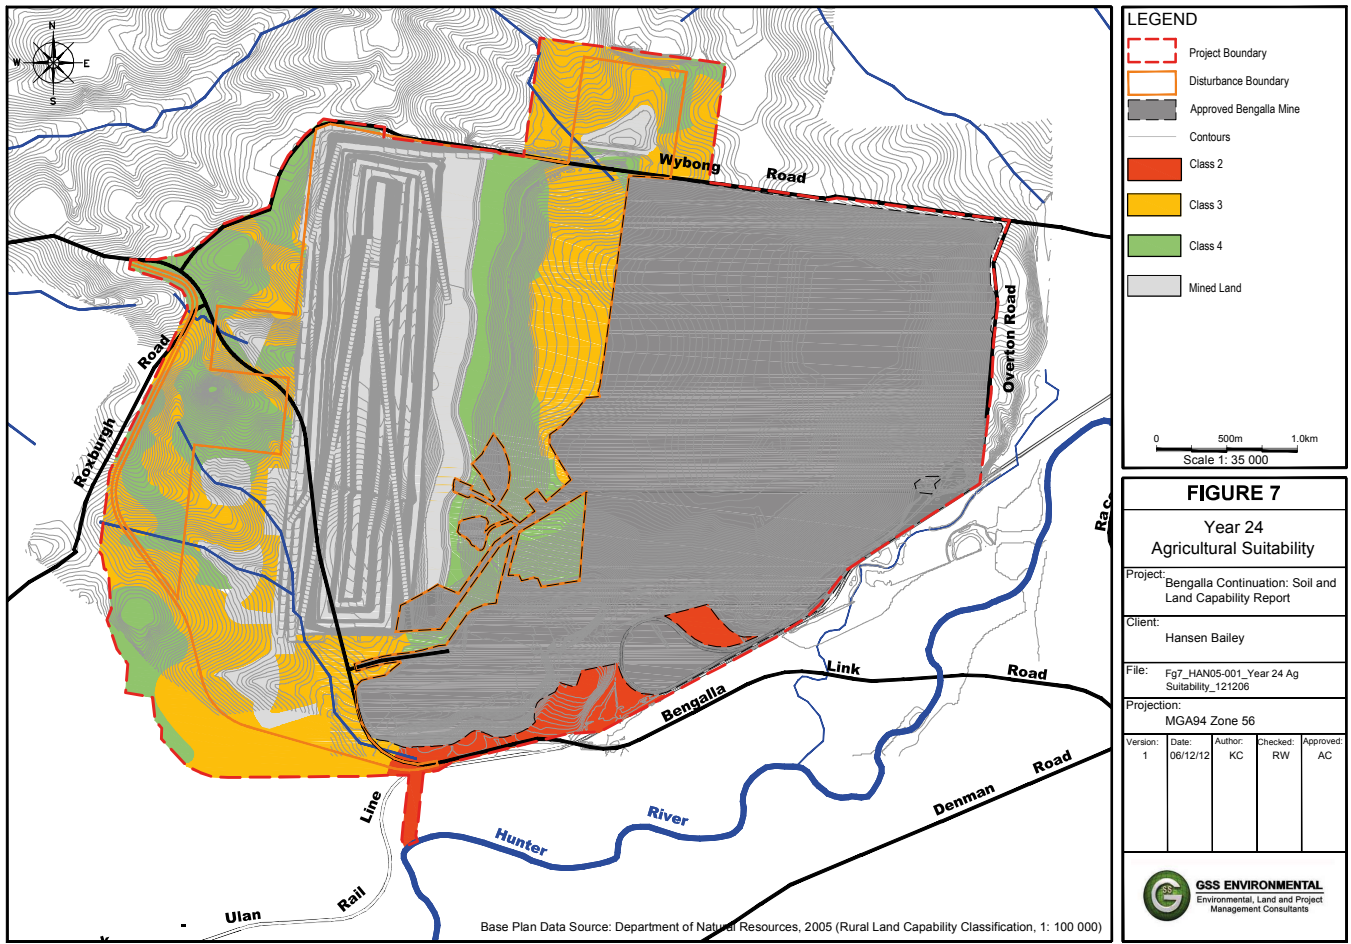 N
W
E
S
Wybong
Road
Overton Road
Roxburgh
Road
Bengalla
Link
Road
Denman
Road
Hunter
River
Line
Rail
Ulan
Base Plan Data Source: Department of Natural Resources, 2005 (Rural Land Capability Classification, 1: 100 000)
LEGEND
Project Boundary
Disturbance Boundary
Approved Bengalla Mine
Contours
Class 2
Class 3
Class 4
Mined Land
0 500m 1.0km
Scale 1: 35 000
FIGURE 7
Year 24
Agricultural Suitability
Project:
Bengalla Continuation: Soil and
Land Capability Report
Client:
Hansen Bailey
File:
Fg7_HAN05-001_Year 24 Ag
Suitability_121206
Projection:
MGA94 Zone 56
Version: Date: Author: Checked: Approved:
1 06/12/12 KC RW AC
GSS
GSS ENVIRONMENTAL
Environmental, Land and Project
Management Consultants